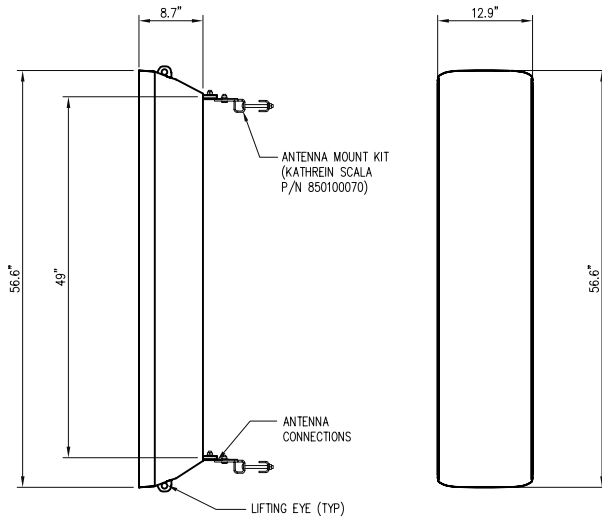 8.7"
12.9"
ANTENNA MOUNT KIT
(KATHREIN SCALA
P/N 850100070)
56.6"
49"
56.6"
ANTENNA
CONNECTIONS
LIFTING EYE (TYP)